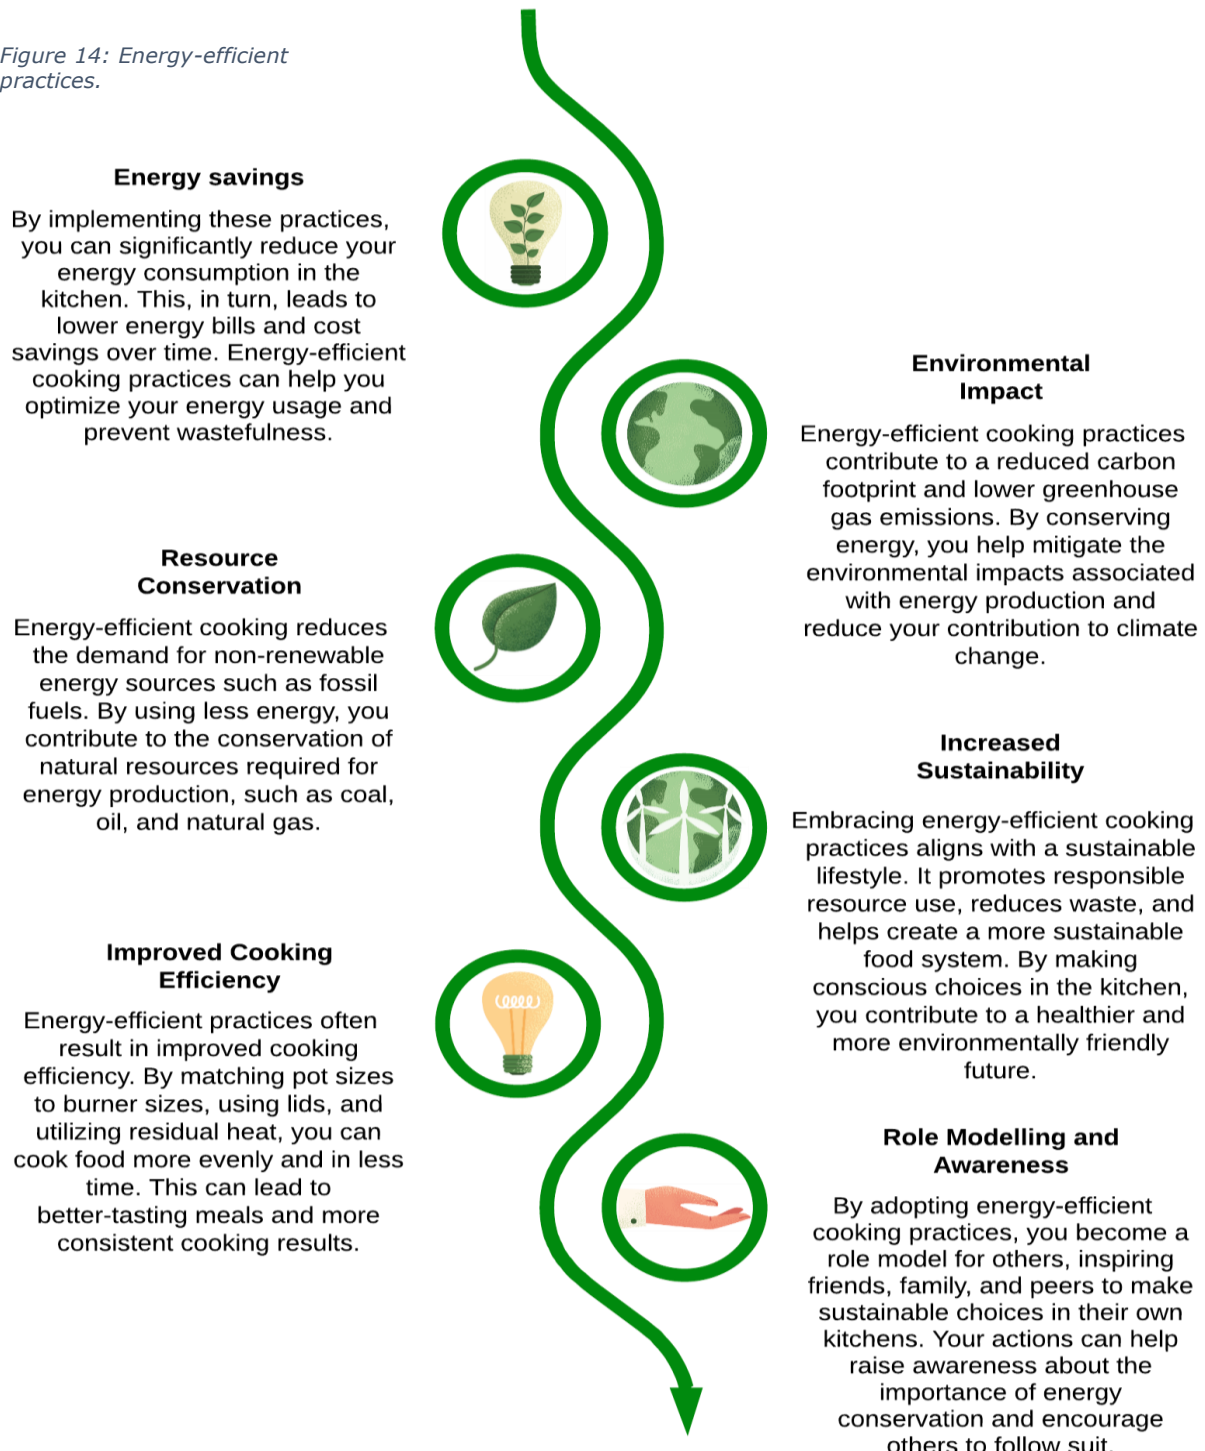 Figure 14: Energy-efficient
practices.
Energy savings
By implementing these practices,
you can significantly reduce your
energy consumption in the
kitchen. This, in turn, leads to
lower energy bills and cost
savings over time. Energy-efficient
cooking practices can help you
optimize your energy usage and
prevent wastefulness.
Environmental
Impact
Energy-efficient cooking practices
contribute to a reduced carbon
footprint and lower greenhouse
gas emissions. By conserving
energy, you help mitigate the
environmental impacts associated
with energy production and
reduce your contribution to climate
change.
Resource
Conservation
Energy-efficient cooking reduces
the demand for non-renewable
energy sources such as fossil
fuels. By using less energy, you
contribute to the conservation of
natural resources required for
energy production, such as coal,
oil, and natural gas.
Increased
Sustainability
Embracing energy-efficient cooking
practices aligns with a sustainable
lifestyle. It promotes responsible
resource use, reduces waste, and
helps create a more sustainable
food system. By making
conscious choices in the kitchen,
you contribute to a healthier and
more environmentally friendly
future.
Improved Cooking
Efficiency
Energy-efficient practices often
result in improved cooking
efficiency. By matching pot sizes
to burner sizes, using lids, and
utilizing residual heat, you can
cook food more evenly and in less
time. This can lead to
better-tasting meals and more
consistent cooking results.
Role Modelling and
Awareness
By adopting energy-efficient
cooking practices, you become a
role model for others, inspiring
friends, family, and peers to make
sustainable choices in their own
kitchens. Your actions can help
raise awareness about the
importance of energy
conservation and encourage
others to follow suit.